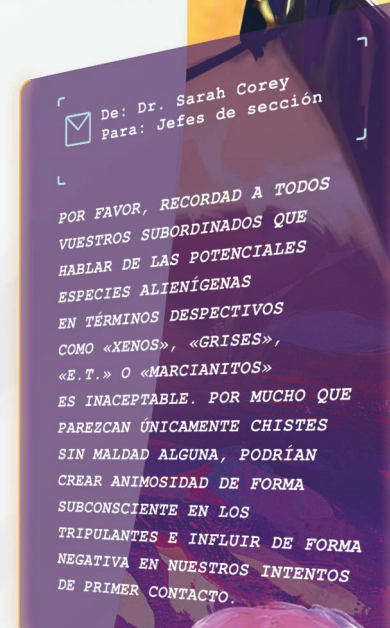 De: Dr. Sarah Corey
Para: Jefes de sección
POR FAVOR, RECORDAD A TODOS
VUESTROS SUBORDINADOS QUE
HABLAR DE LAS POTENCIALES
ESPECIES ALIENÍGENAS
EN TÉRMINOS DESPECTIVOS
COMO «XENOS», «GRISES»,
«E.T.» O «MARCIANITOS»
ES INACEPTABLE. POR MUCHO QUE
PAREZCAN ÚNICAMENTE CHISTES
SIN MALDAD ALGUNA, PODRÍAN
CREAR ANIMOSIDAD DE FORMA
SUBCONSCIENTE EN LOS
TRIPULANTES E INFLUIR DE FORMA
NEGATIVA EN NUESTROS INTENTOS
DE PRIMER CONTACTO.